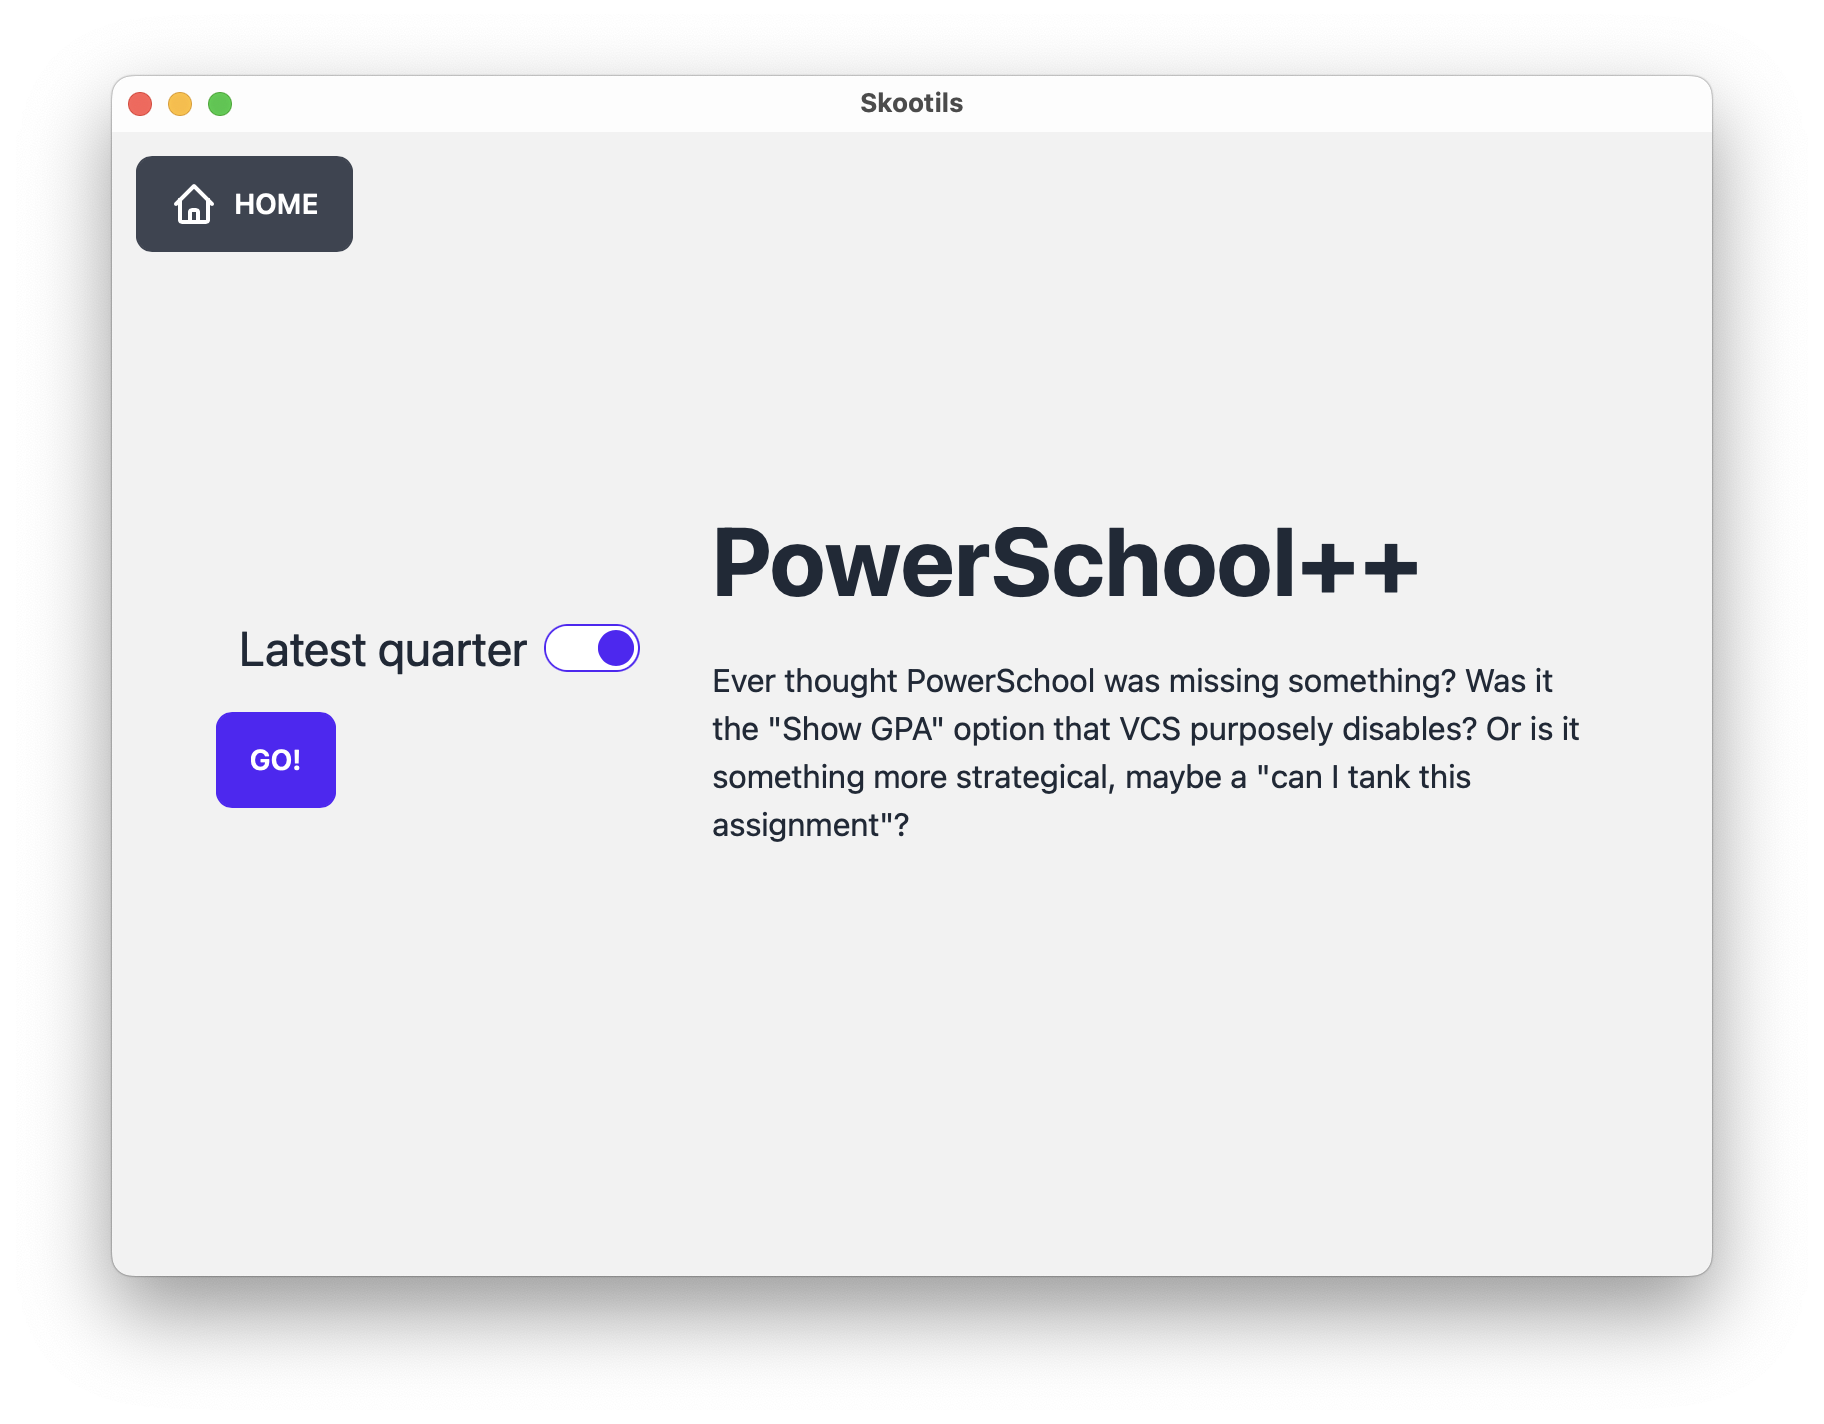 Skootils
HOME
Latest quarter
GO!
PowerSchool++
Ever thought PowerSchool was missing something? Was it
the "Show GPA" option that VCS purposely disables? Or is it
something more strategical, maybe a "can I tank this
assignment"?